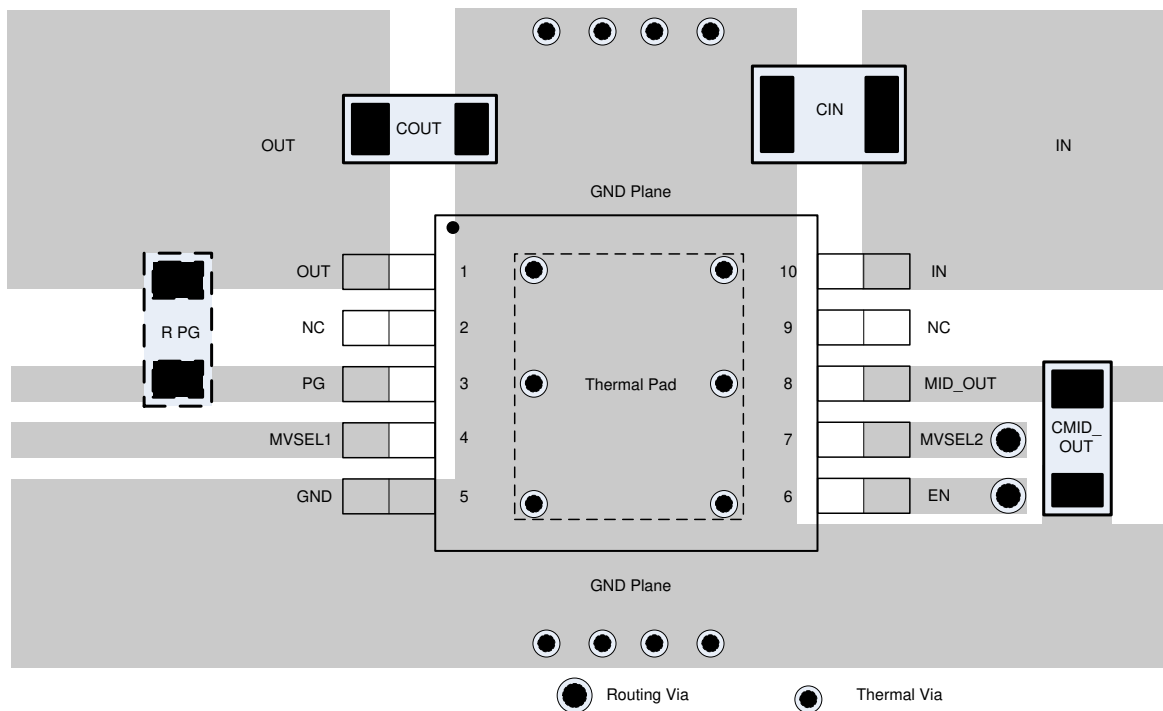 COUT
CIN
OUT
IN
GND Plane
OUT
1
10
IN
R PG
NC
2
9
NC
PG
3
Thermal Pad
8
MID_OUT
MVSEL1
4
7
MVSEL2
CMID_
OUT
GND
5
6
EN
GND Plane
Routing Via
Thermal Via